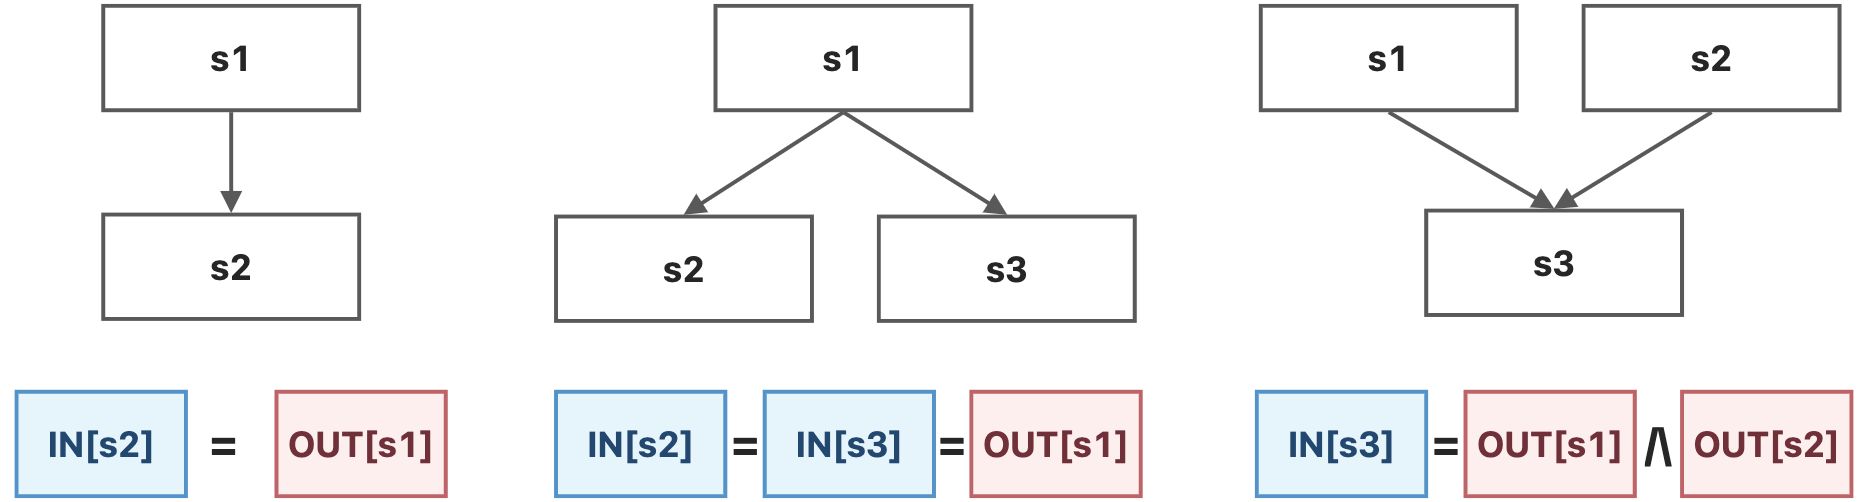 s1
s2
IN[s2] = OUT[s1]
s1
s2 s3
IN[s2] = IN[s3] = OUT[s1]
s1 s2
s3
IN[s3] = OUT[s1] /\ OUT[s2]